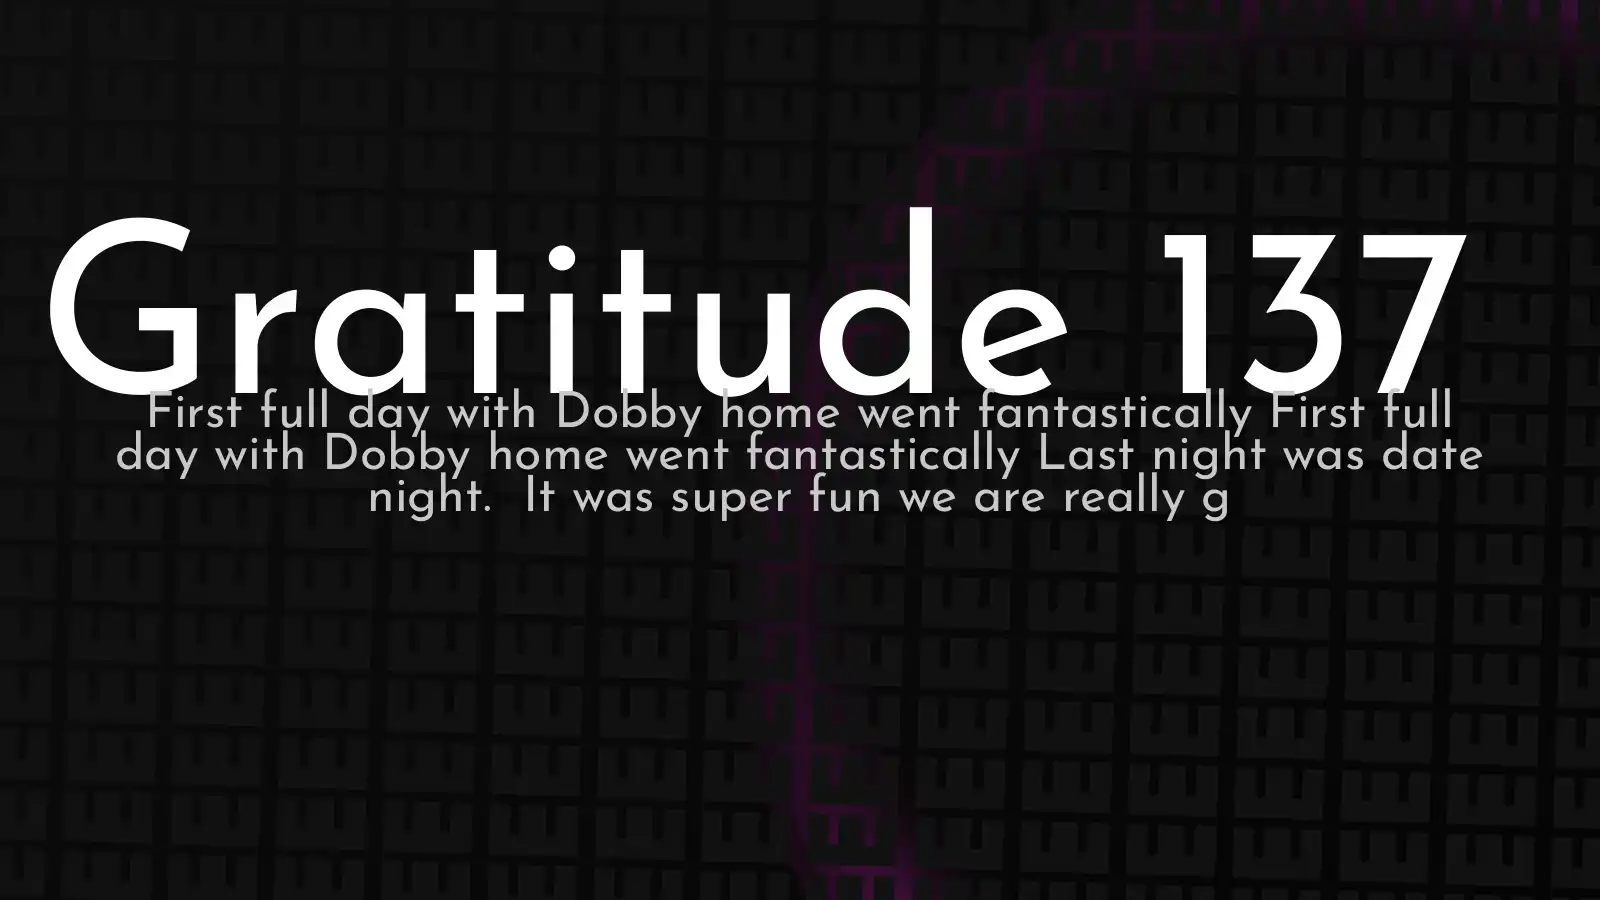 Gratitude 137
First full day with Dobby home went fantastically First full
day with Dobby home went fantastically Last night was date
night.  It was super fun we are really g